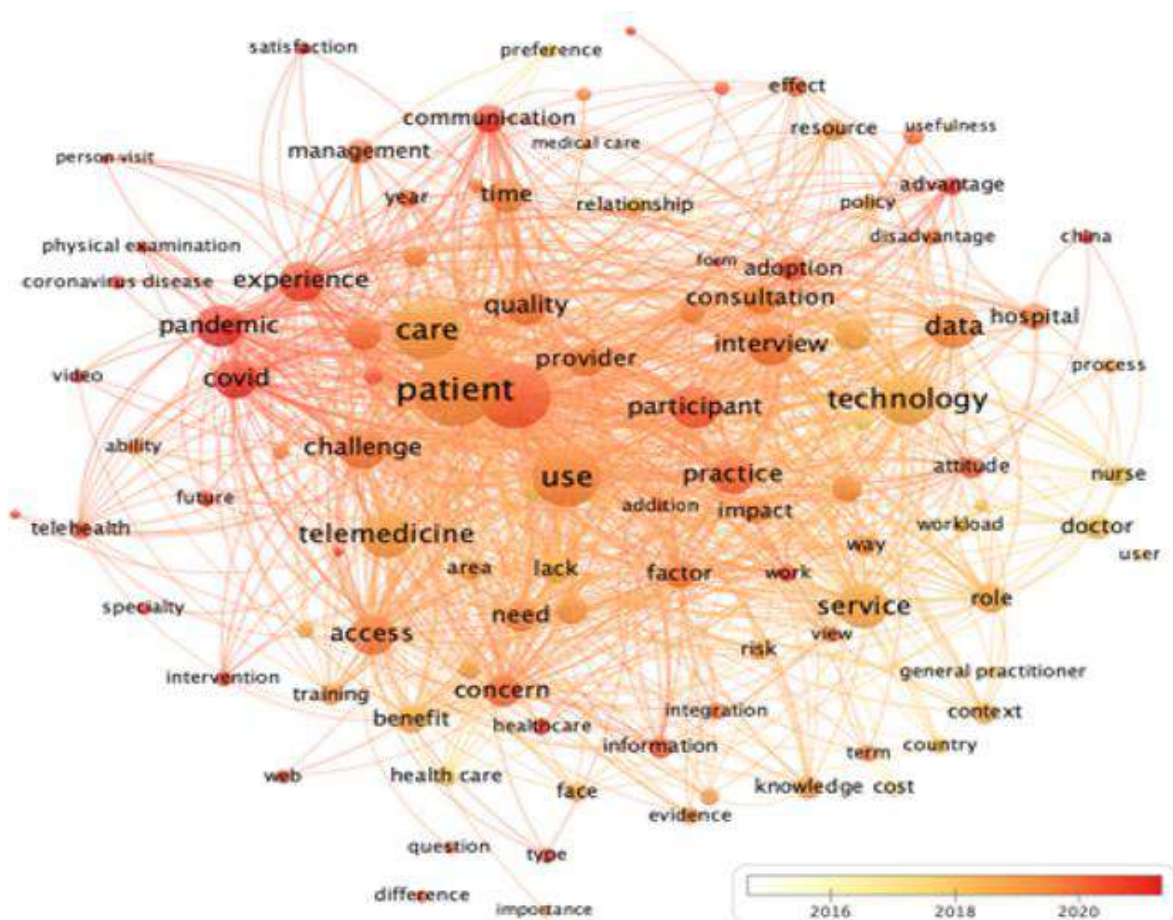 satisfaction
preference
effect
communication
resource
usefulness
management
medical care
person visit
year
time
relationship
policy
advantage
physical examination
disadvantage
china
coronavirus disease
experience
form
adoption
quality
consultation
pandemic
care
interview
data
hospital
provider
process
video
covid
patient
participant
technology
ability
challenge
use
practice
attitude
nurse
future
addition
impact
telehealth
telemedicine
workload
doctor
way
user
area
lack
factor
work
specialty
need
service
role
access
view
risk
intervention
training
concern
general practitioner
benefit
healthcare
integration
context
information
term
country
web
health care
face
knowledge
cost
evidence
question
type
difference
importance
2016
2018
2020